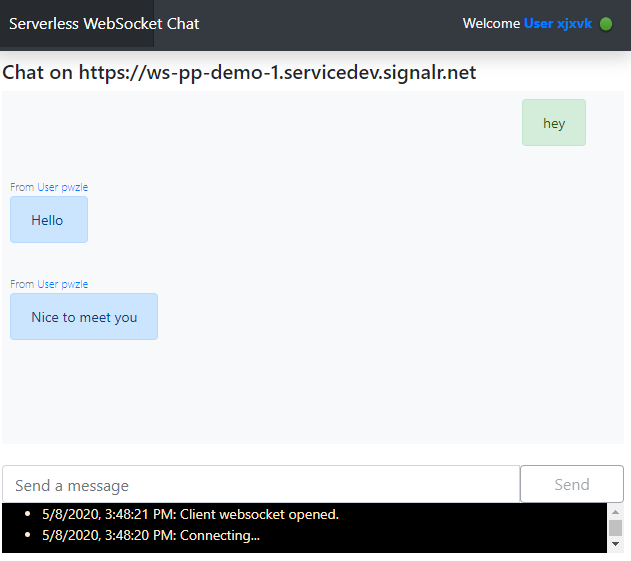 Serverless WebSocket Chat
Welcome User xjxvk
Chat on https://ws-pp-demo-1.servicedev.signalr.net
hey
From User pwzle
Hello
From User pwzle
Nice to meet you
Send a message
Send
5/8/2020, 3:48:21 PM: Client websocket opened.
5/8/2020, 3:48:20 PM: Connecting...